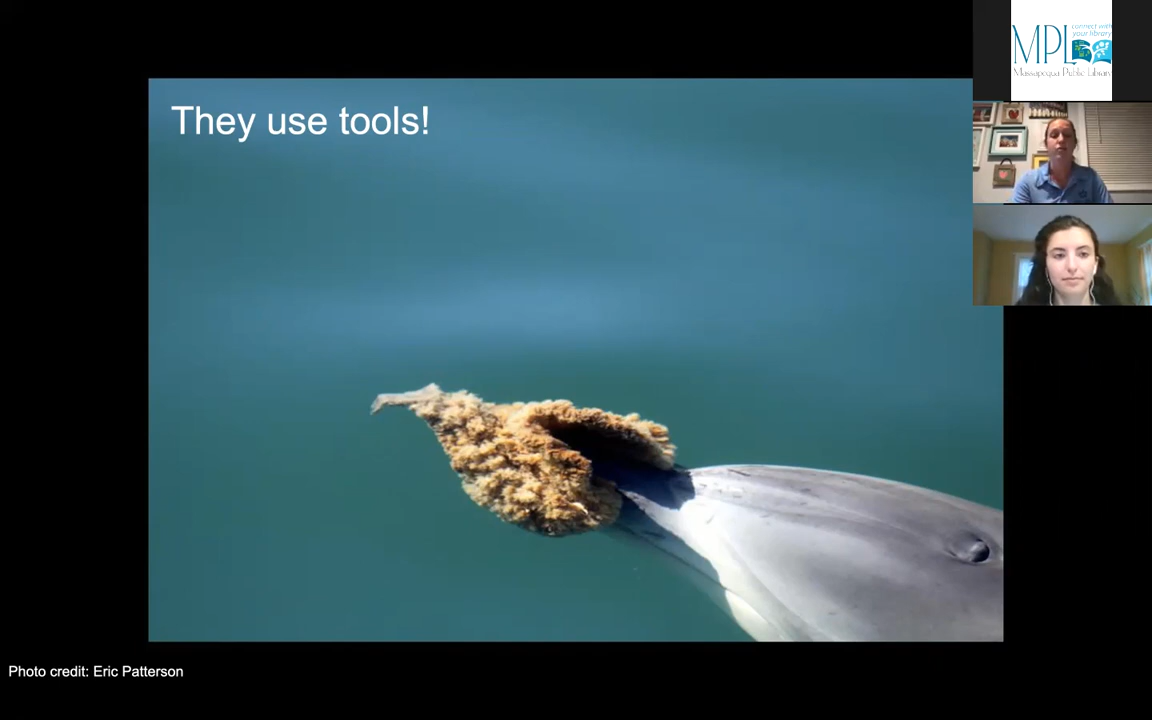 They use tools!
MPL
connect with
your library
Massapequa Public Library
Photo credit: Eric Patterson